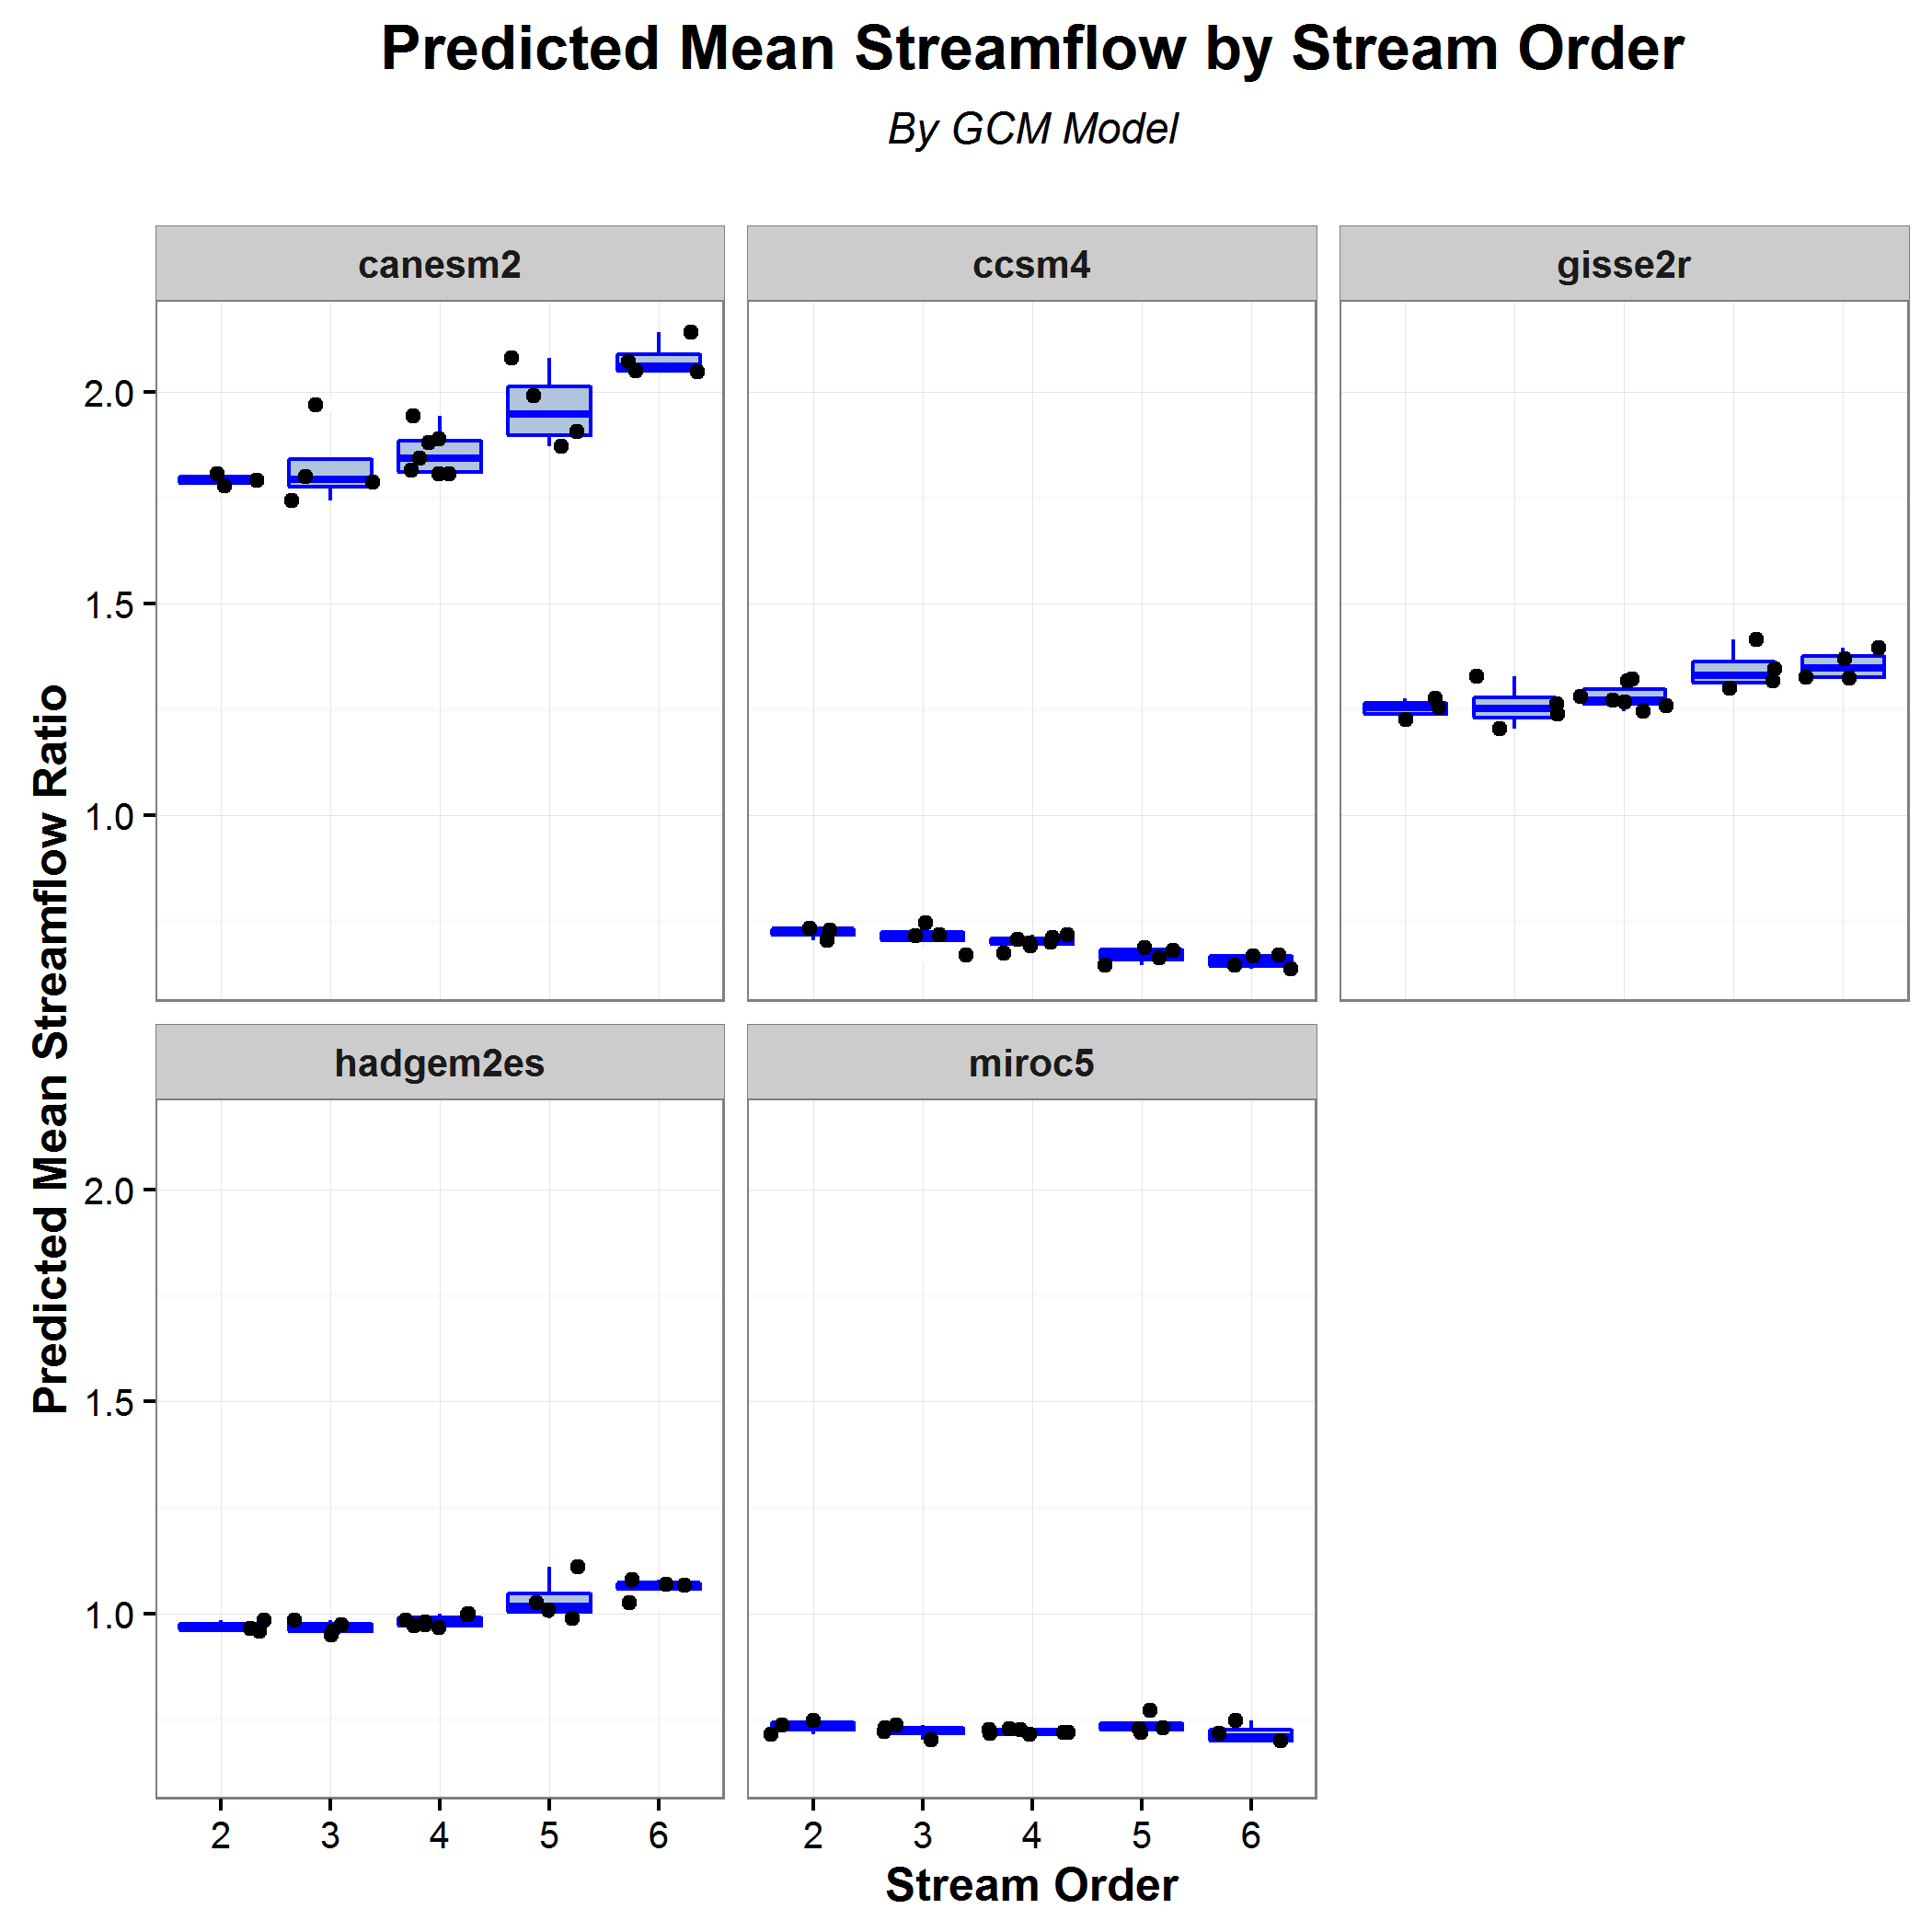 Predicted Mean Streamflow by Stream Order
By GCM Model
canesm2
ccsm4
gisse2r
2.0
1.5
1.0
Predicted Mean Streamflow Ratio
hadgem2es
miroc5
2.0
1.5
1.0
2 3 4 5 6
2 3 4 5 6
Stream Order